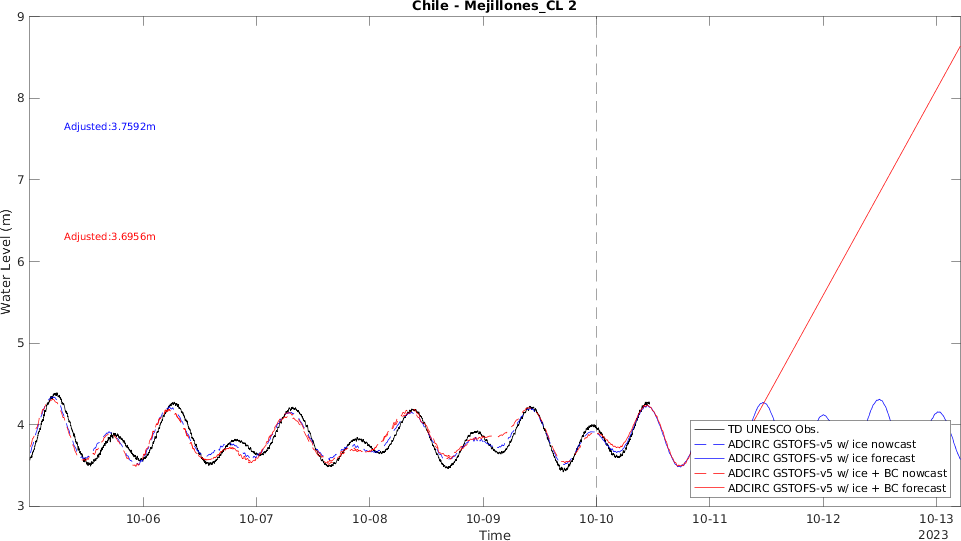 Chile - Mejillones_CL 2
9
8
7
6
5
4
3
Water Level (m)
Adjusted:3.7592m
Adjusted:3.6956m
TD UNESCO Obs.
ADCIRC GSTOFS-v5 w/ ice nowcast
ADCIRC GSTOFS-v5 w/ ice forecast
ADCIRC GSTOFS-v5 w/ ice + BC nowcast
ADCIRC GSTOFS-v5 w/ ice + BC forecast
10-06 10-07 10-08 10-09 10-10 10-11 10-12 10-13
Time
2023